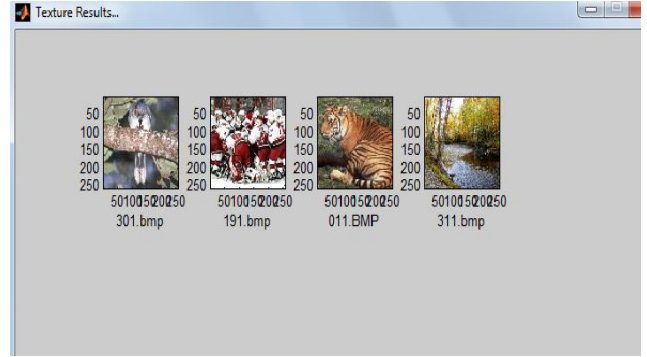 Texture Results...
50 50 50 50
100 100 100 100
150 150 150 150
200 200 200 200
250 250 250 250
50100150200250 50100150200250 50100150200250 50100150200250
301.bmp 191.bmp 011.BMP 311.bmp